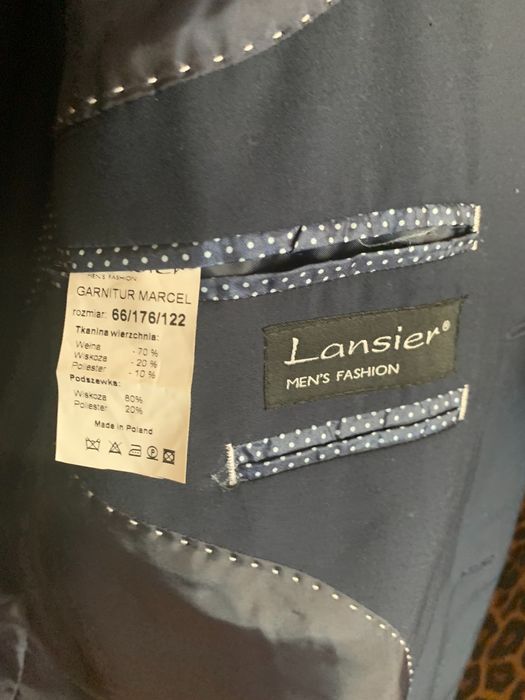 MEN'S FASHION
GARNITUR MARCEL
rozmiar: 66/176/122
Tkanina wierzchnia:
Wełna - 70 %
Wiskoza - 20 %
Poliester - 10 %
Podszewka:
Wiskoza 80%
Poliester 20%
Made in Poland
Lansier®
MEN'S FASHION